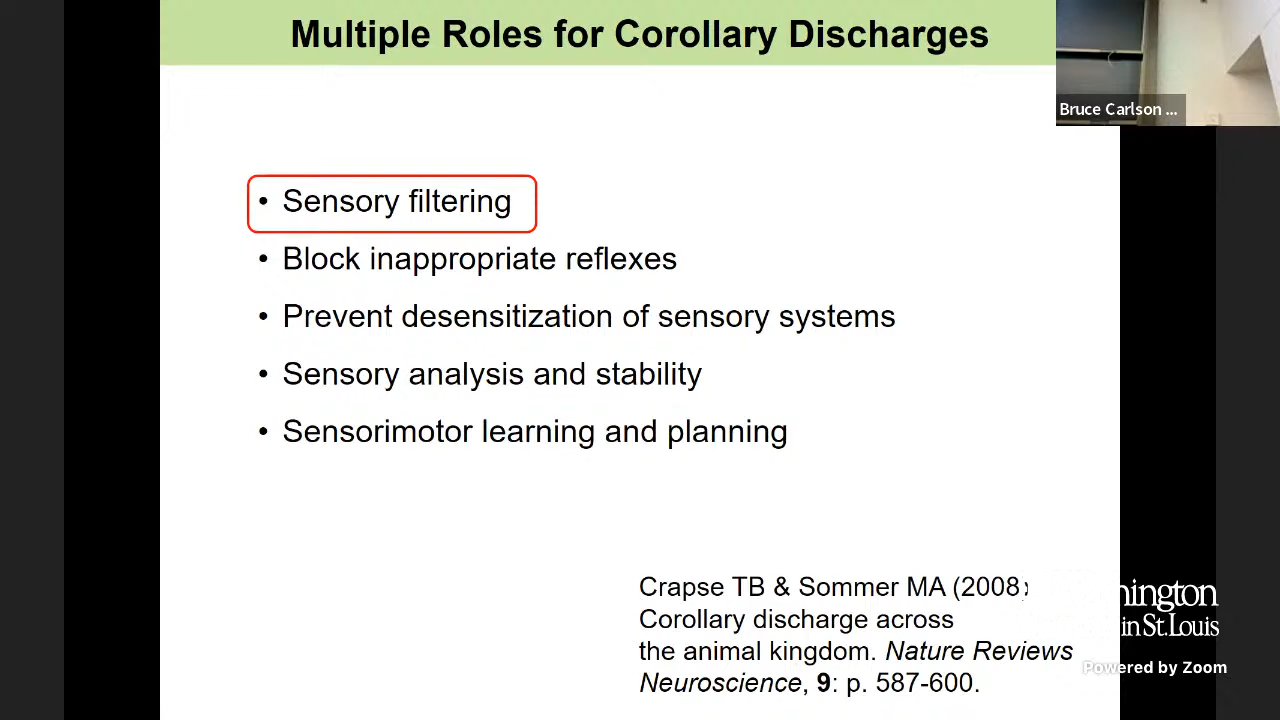 Multiple Roles for Corollary Discharges
Bruce Carlson ...
• Sensory filtering
• Block inappropriate reflexes
• Prevent desensitization of sensory systems
• Sensory analysis and stability
• Sensorimotor learning and planning
Crapse TB & Sommer MA (2008)
Corollary discharge across
the animal kingdom. Nature Reviews
Neuroscience, 9: p. 587-600.
hington
in St. Louis
Powered by Zoom